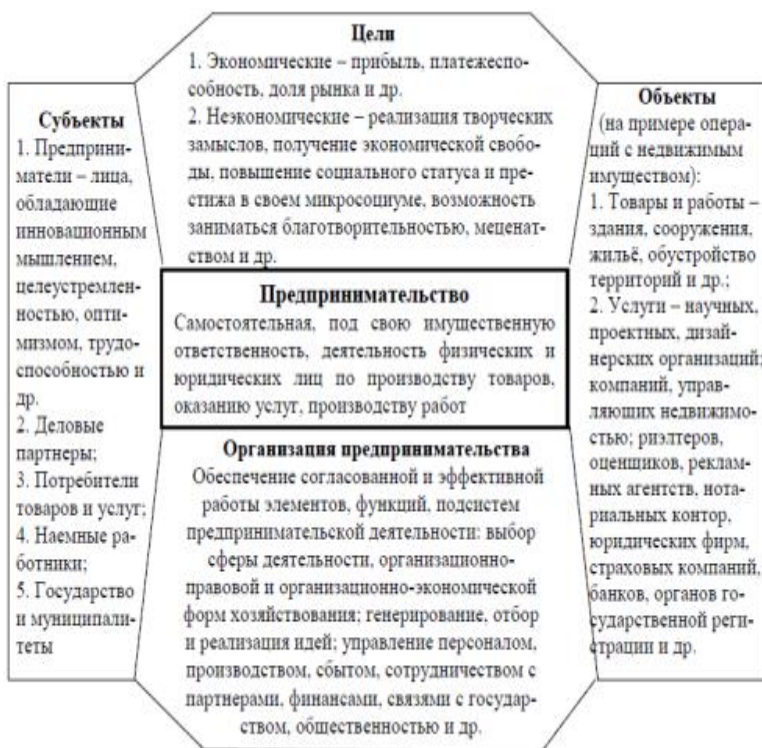 Цели
1. Экономические – прибыль, платежеспо-
собность, доля рынка и др.
2. Неэкономические – реализация творческих
замыслов, получение экономической свобо-
ды, повышение социального статуса и пре-
стижа в своем микросоциуме, возможность
заниматься благотворительностью, меценат-
ством и др.
Субъекты
1. Предприни-
матели – лица,
обладающие
инновационным
мышлением,
целеустремлен-
ностью, опти-
мизмом, трудо-
способностью и
др.
2. Деловые
партнеры;
3. Потребители
товаров и услуг;
4. Наемные ра-
ботники;
5. Государство
и муниципали-
теты
Предпринимательство
Самостоятельная, под свою имущественную
ответственность, деятельность физических и
юридических лиц по производству товаров,
оказанию услуг, производству работ
Организация предпринимательства
Обеспечение согласованной и эффективной
работы элементов, функций, подсистем
предпринимательской деятельности: выбор
сферы деятельности, организационно-
правовой и организационно-экономической
форм хозяйствования; генерирование, отбор
и реализация идей; управление персоналом,
производством, сбытом, сотрудничеством с
партнерами, финансами, связями с государ-
ством, общественностью и др.
Объекты
(на примере опера-
ций с недвижимым
имуществом):
1. Товары и работы –
здания, сооружения,
жильё, обустройство
территорий и др.;
2. Услуги – научных,
проектных, дизай-
нерских организаций;
компаний, управ-
ляющих недвижимо-
стью; риэлтеров,
оценщиков, реклам-
ных агентств, нота-
риальных контор,
юридических фирм,
страховых компаний,
банков, органов го-
сударственной реги-
страции и др.